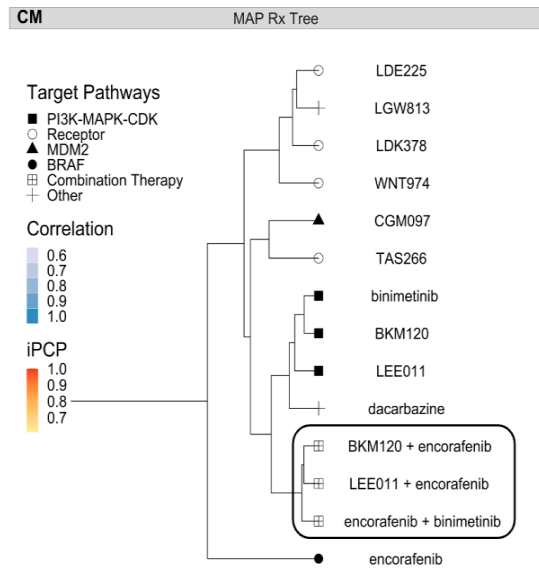 CM
MAP Rx Tree
Target Pathways
PI3K-MAPK-CDK
Receptor
MDM2
BRAF
Combination Therapy
Other
Correlation
0.6
0.7
0.8
0.9
1.0
iPCP
1.0
0.9
0.8
0.7
LDE225
LGW813
LDK378
WNT974
CGM097
TAS266
binimetinib
BKM120
LEE011
dacarbazine
BKM120 + encorafenib
LEE011 + encorafenib
encorafenib + binimetinib
encorafenib